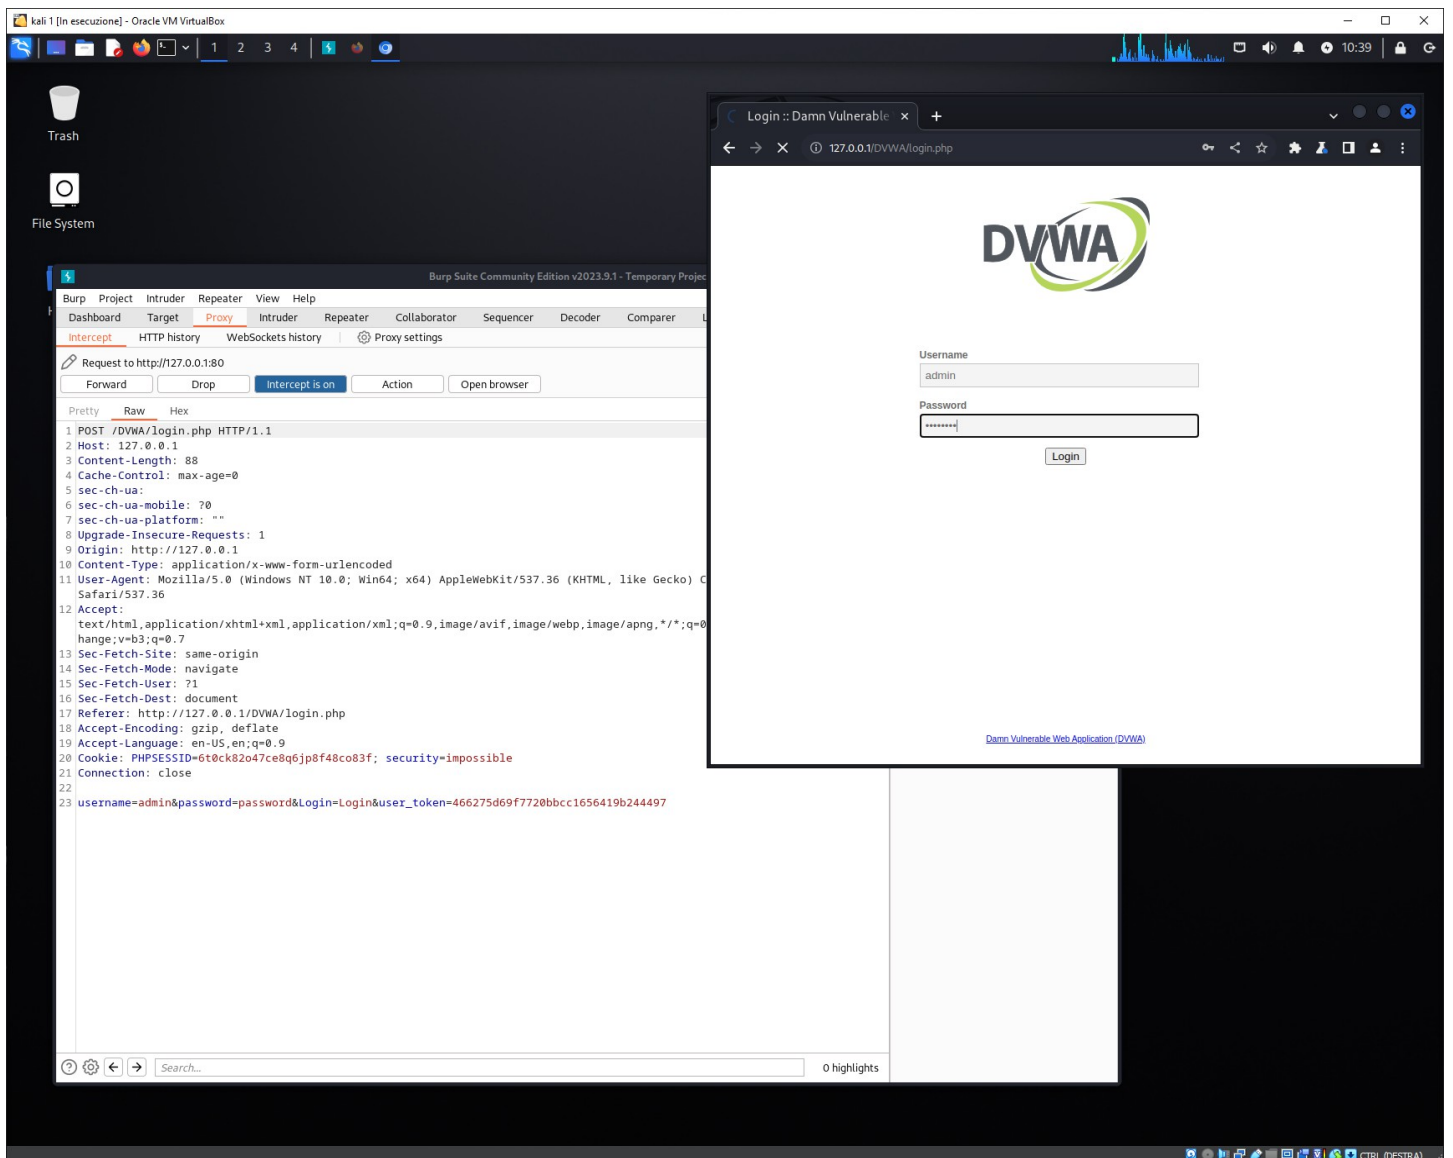 kali 1 [In esecuzione] - Oracle VM VirtualBox
1 2 3 4
10:39
Trash
File System
Login :: Damn Vulnerable
127.0.0.1/DVWA/login.php
DVWA
Username
admin
Password
••••••••
Login
Damn Vulnerable Web Application (DVWA)
Burp Suite Community Edition v2023.9.1 - Temporary Projec
Burp Project Intruder Repeater View Help
Dashboard Target Proxy Intruder Repeater Collaborator Sequencer Decoder Comparer L
Intercept HTTP history WebSockets history Proxy settings
Request to http://127.0.0.1:80
Forward Drop Intercept is on Action Open browser
Pretty Raw Hex
1 POST /DVWA/login.php HTTP/1.1
2 Host: 127.0.0.1
3 Content-Length: 88
4 Cache-Control: max-age=0
5 sec-ch-ua:
6 sec-ch-ua-mobile: ?0
7 sec-ch-ua-platform: ""
8 Upgrade-Insecure-Requests: 1
9 Origin: http://127.0.0.1
10 Content-Type: application/x-www-form-urlencoded
11 User-Agent: Mozilla/5.0 (Windows NT 10.0; Win64; x64) AppleWebKit/537.36 (KHTML, like Gecko) C
Safari/537.36
12 Accept:
text/html,application/xhtml+xml,application/xml;q=0.9,image/avif,image/webp,image/apng,*/*;q=0
hange;v=b3;q=0.7
13 Sec-Fetch-Site: same-origin
14 Sec-Fetch-Mode: navigate
15 Sec-Fetch-User: ?1
16 Sec-Fetch-Dest: document
17 Referer: http://127.0.0.1/DVWA/login.php
18 Accept-Encoding: gzip, deflate
19 Accept-Language: en-US,en;q=0.9
20 Cookie: PHPSESSID=6t0ck82o47ce8q6jp8f48co83f; security=impossible
21 Connection: close
22
23 username=admin&password=password&Login=Login&user_token=466275d69f7720bbcc1656419b244497
Search...
0 highlights
CTRL (DESTRA)